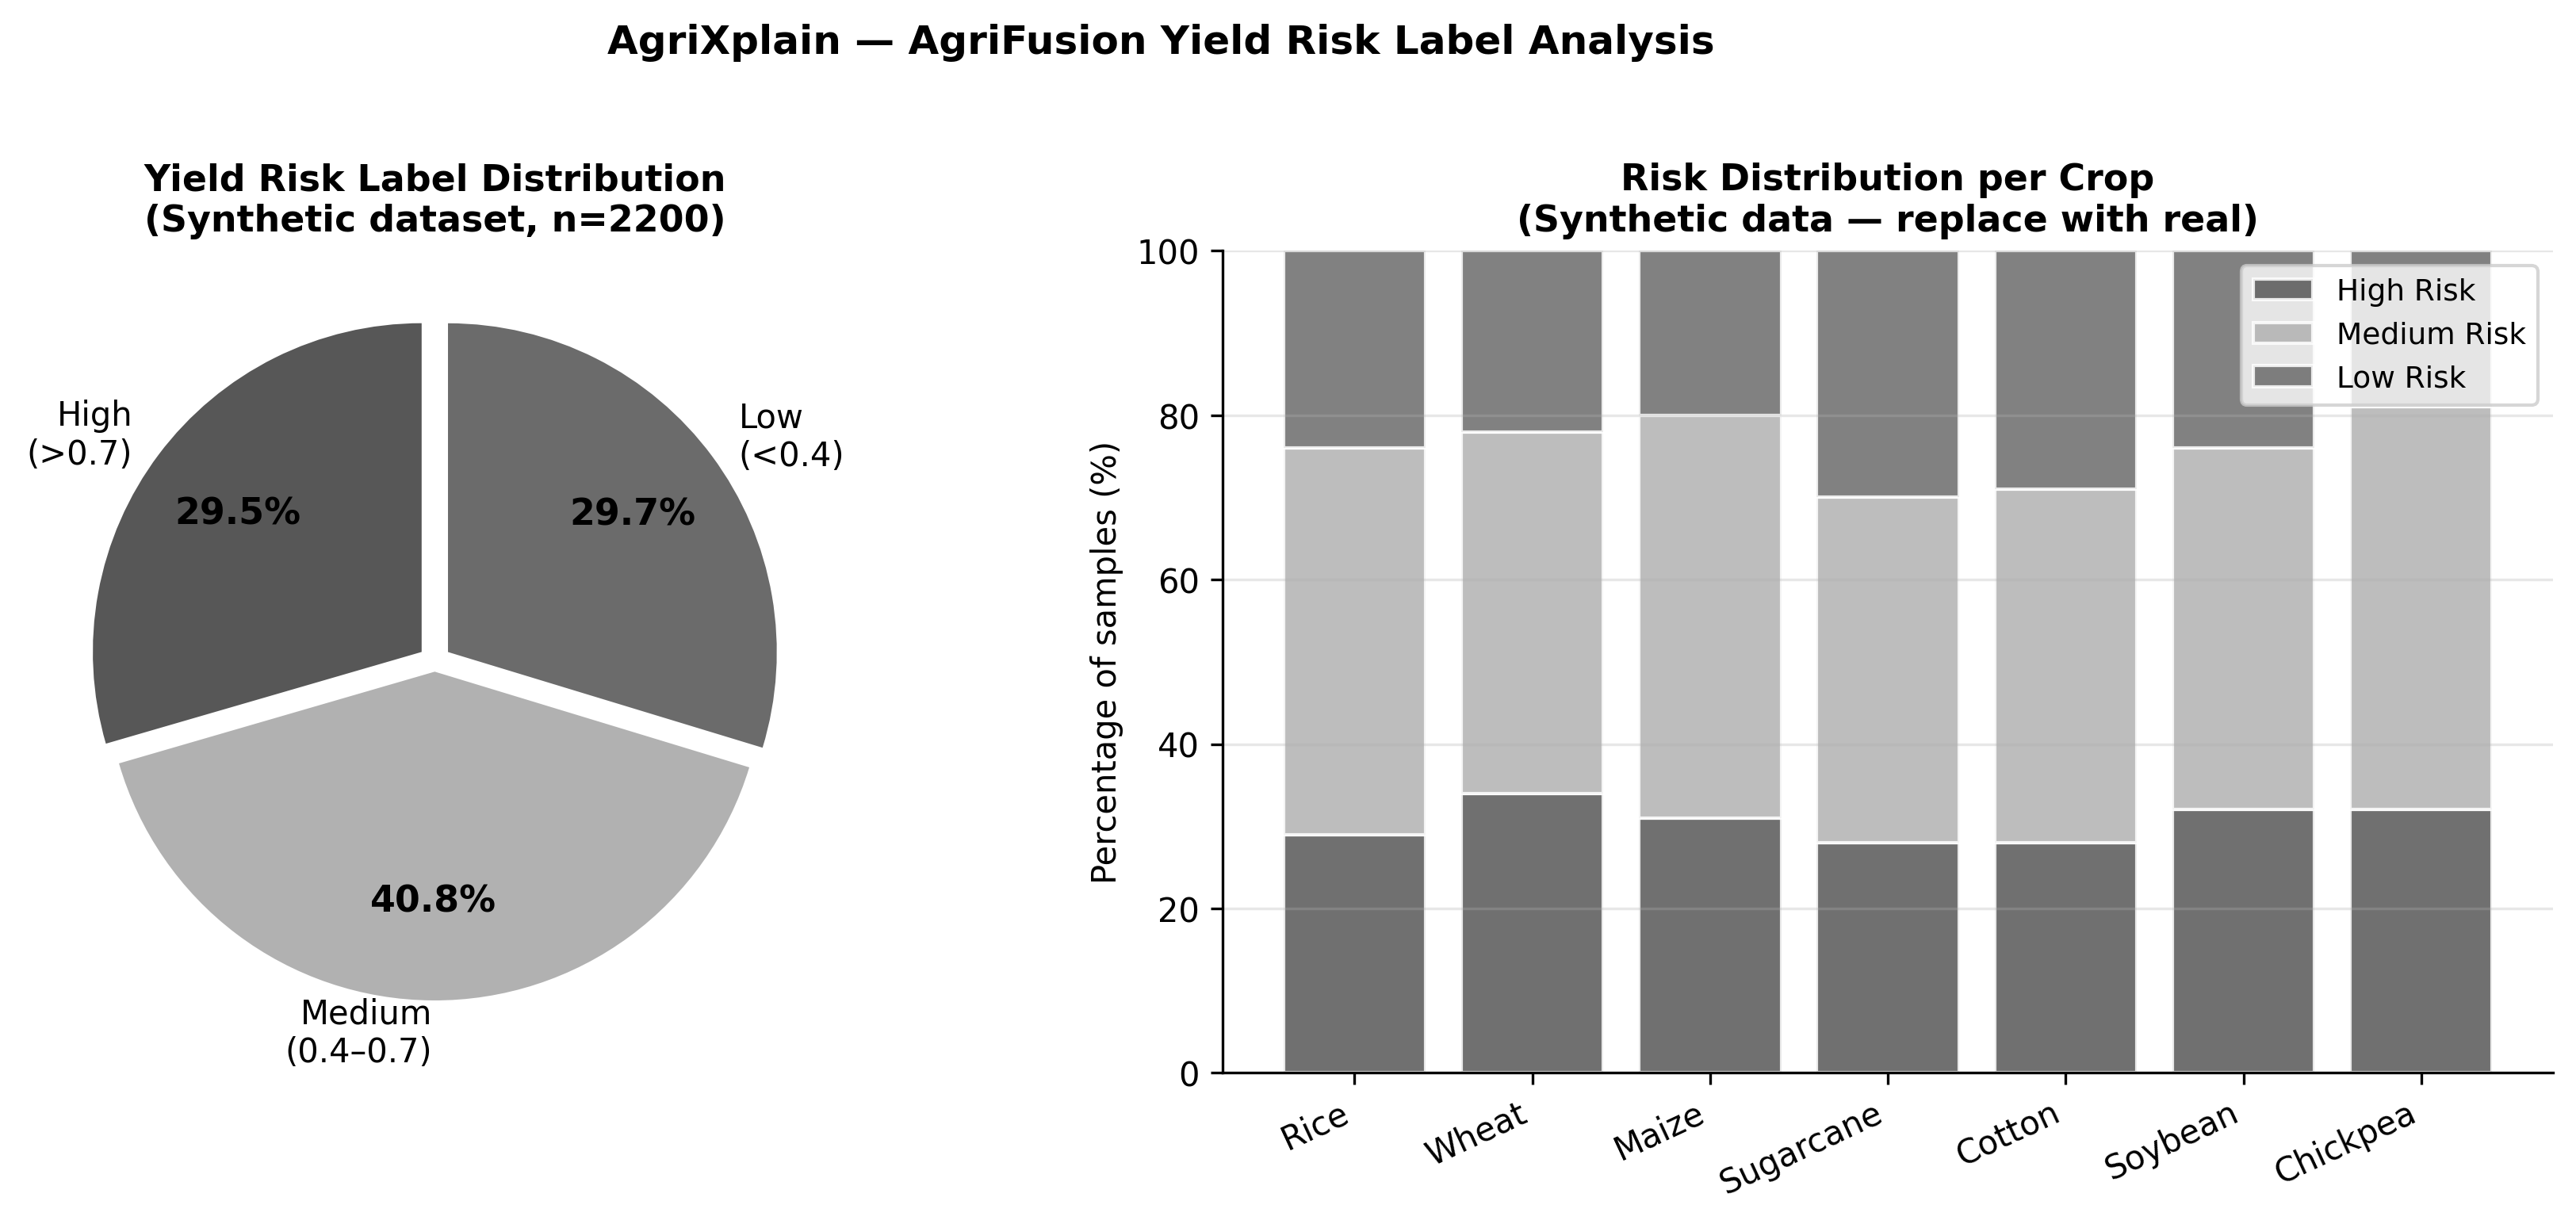 AgriXplain — AgriFusion Yield Risk Label Analysis
Yield Risk Label Distribution
(Synthetic dataset, n=2200)
High
(>0.7)
29.5%
Low
(<0.4)
29.7%
40.8%
Medium
(0.4–0.7)
Risk Distribution per Crop
(Synthetic data — replace with real)
Percentage of samples (%)
100
80
60
40
20
0
High Risk
Medium Risk
Low Risk
Rice
Wheat
Maize
Sugarcane
Cotton
Soybean
Chickpea